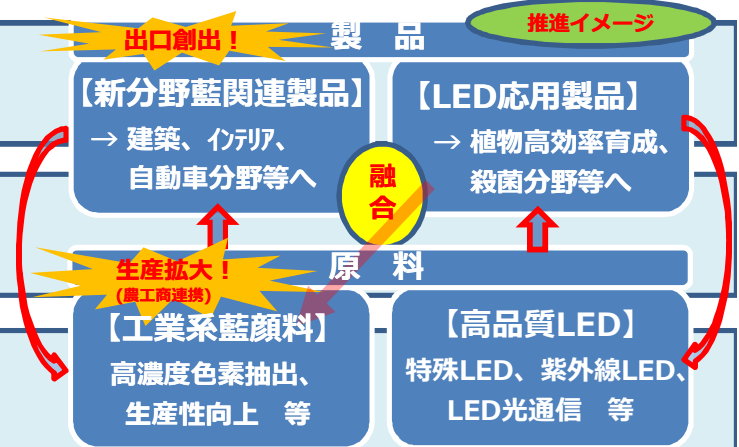 推進イメージ
出口創出！
製　品
【新分野藍関連製品】
→ 建築、ｲﾝﾃﾘｱ、
自動車分野等へ
【LED応用製品】
→ 植物高効率育成、
殺菌分野等へ
融
合
生産拡大！
(農工商連携)
原　料
【工業系藍顔料】
高濃度色素抽出、
生産性向上　等
【高品質LED】
特殊LED、紫外線LED、
LED光通信　等